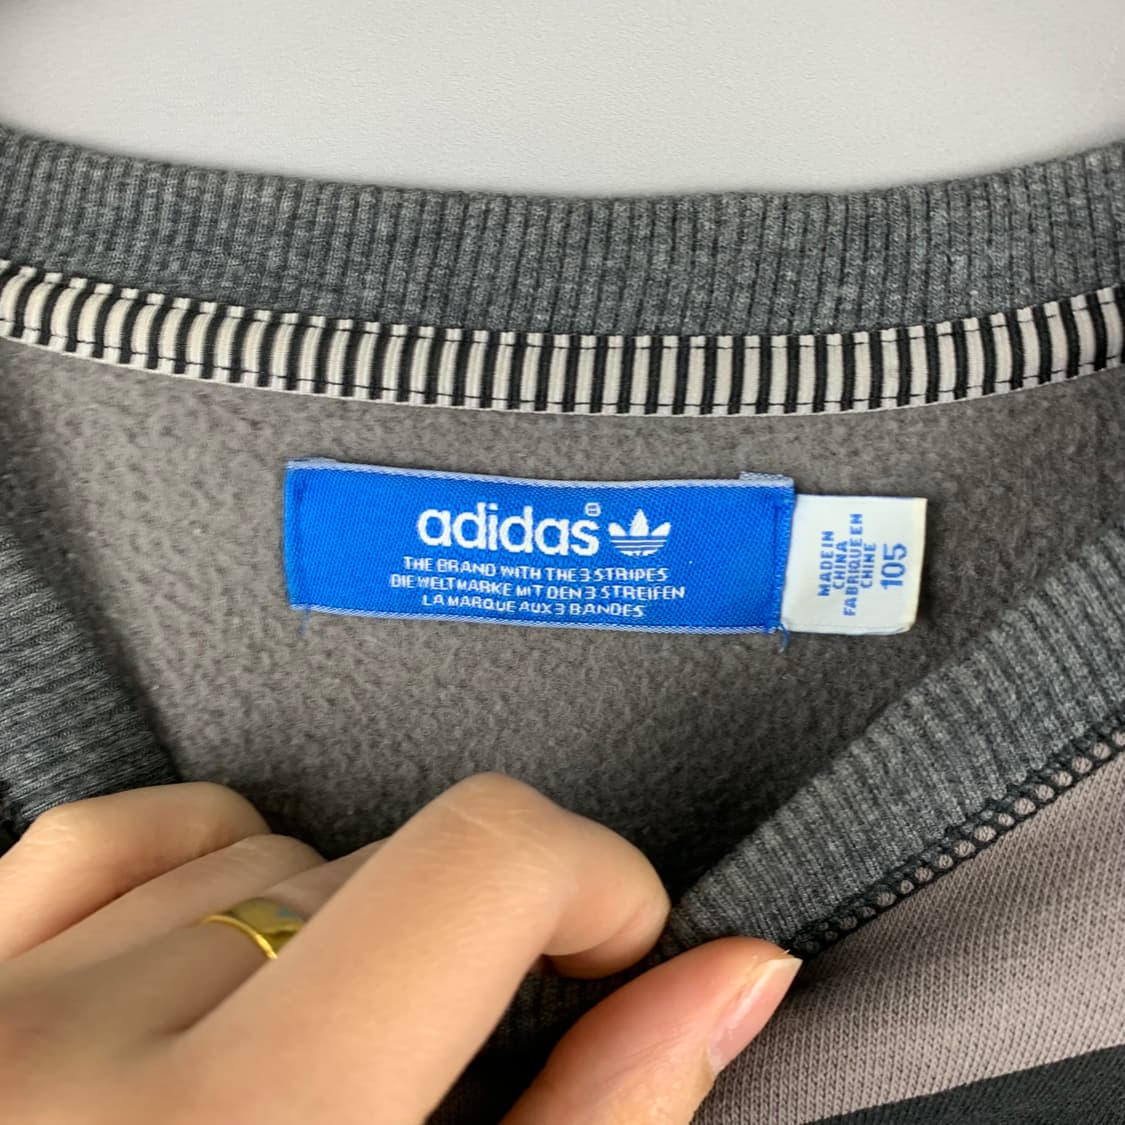 adidas®
THE BRAND WITH THE 3 STRIPES
DIE WELTMARKE MIT DEN 3 STREIFEN
LA MARQUE AUX 3 BANDES
MADE IN
CHINA
FABRIQUE EN
CHINE
105